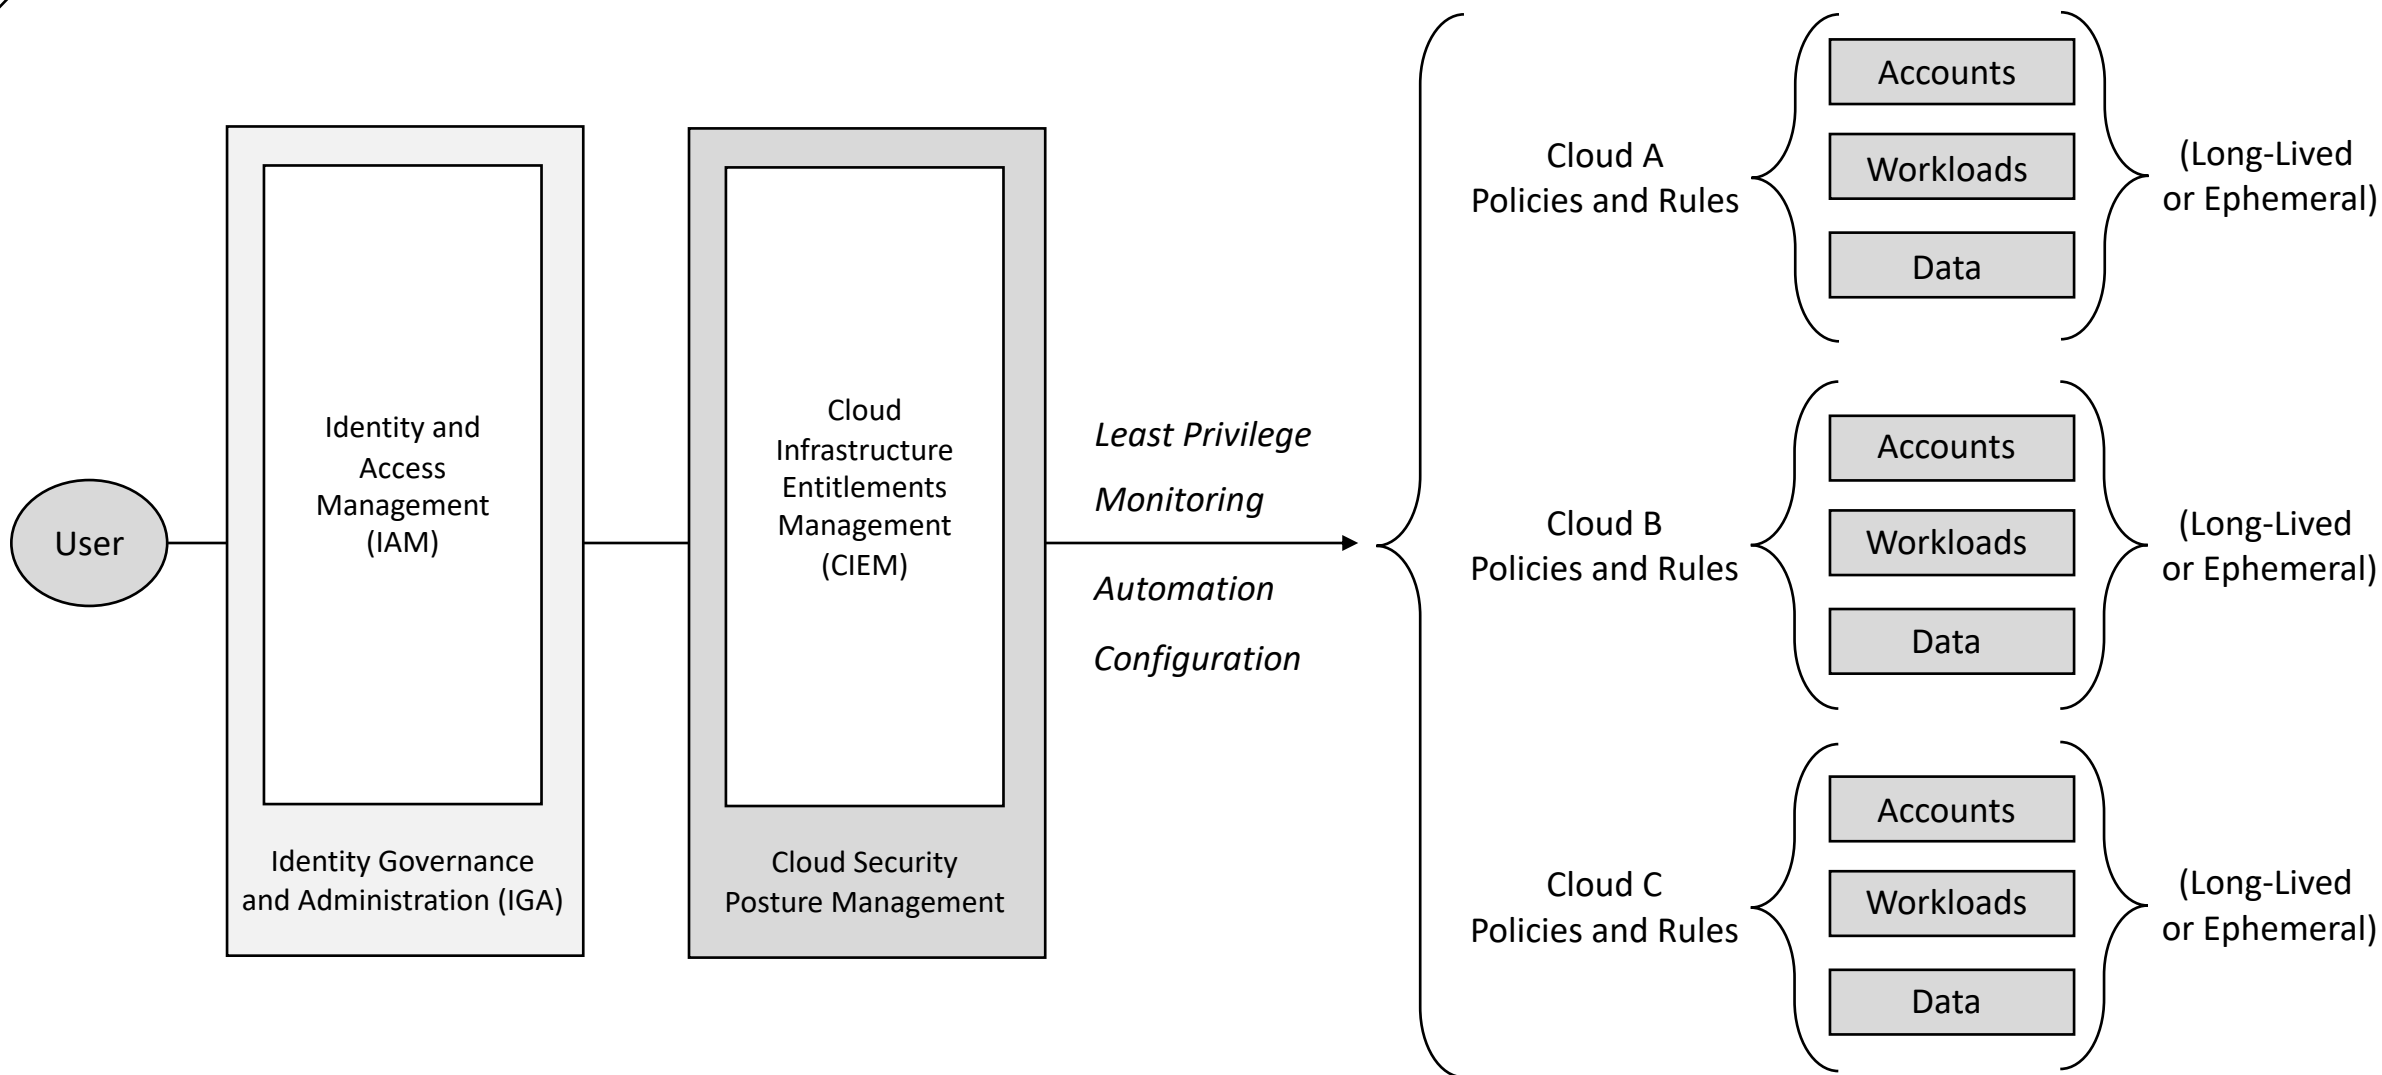 User
Identity and
Access
Management
(IAM)
Identity Governance
and Administration (IGA)
Cloud
Infrastructure
Entitlements
Management
(CIEM)
Cloud Security
Posture Management
Least Privilege
Monitoring
Automation
Configuration
Cloud A
Policies and Rules
Accounts
Workloads
Data
(Long-Lived
or Ephemeral)
Cloud B
Policies and Rules
Accounts
Workloads
Data
(Long-Lived
or Ephemeral)
Cloud C
Policies and Rules
Accounts
Workloads
Data
(Long-Lived
or Ephemeral)